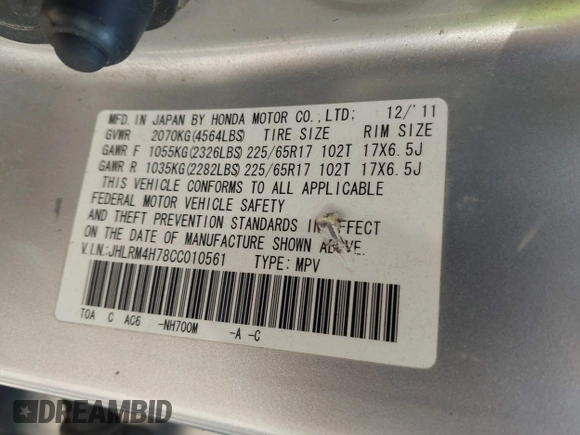 MFD. IN JAPAN BY HONDA MOTOR CO., LTD; 12/'11
GVWR 2070KG(4564LBS) TIRE SIZE RIM SIZE
GAWR F 1055KG(2326LBS) 225/65R17 102T 17X6.5J
GAWR R 1035KG(2282LBS) 225/65R17 102T 17X6.5J
THIS VEHICLE CONFORMS TO ALL APPLICABLE
FEDERAL MOTOR VEHICLE SAFETY
AND THEFT PREVENTION STANDARDS IN EFFECT
ON THE DATE OF MANUFACTURE SHOWN ABOVE.
V.I.N.:JHLRM4H78CC010561 TYPE: MPV
TOA C AC6 -NH700M -A -C
DREAMBID